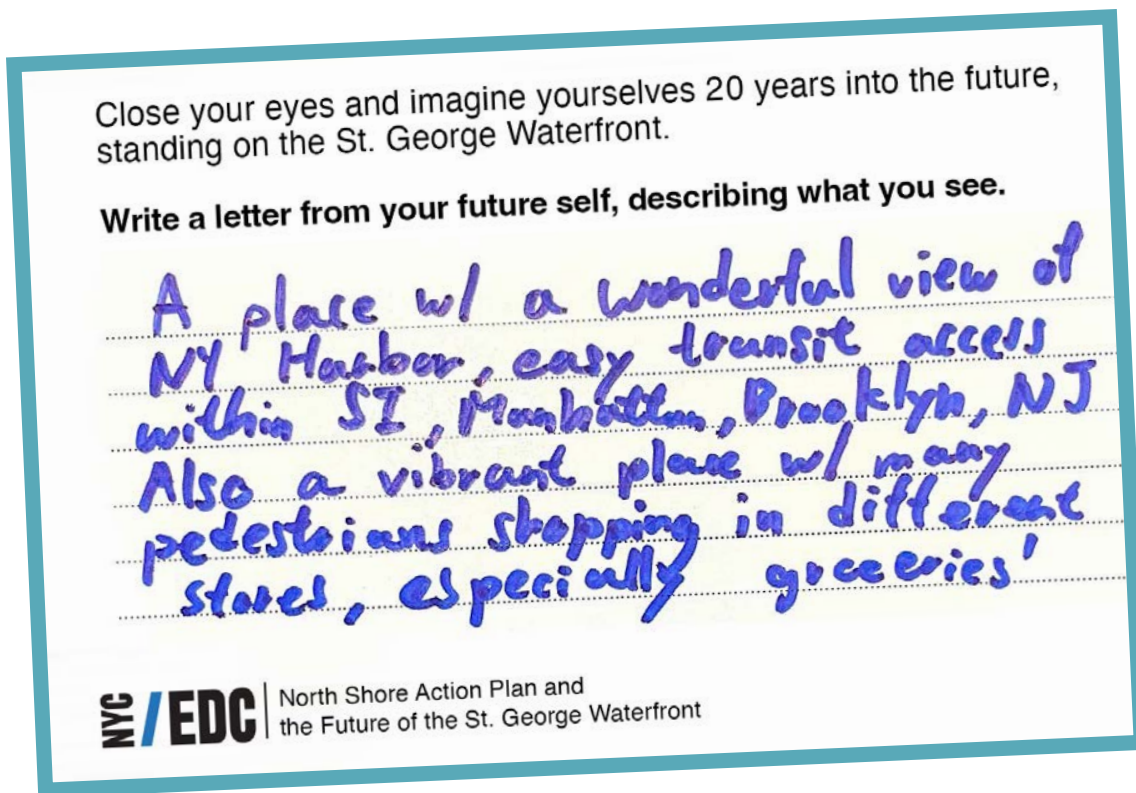 Close your eyes and imagine yourselves 20 years into the future,
standing on the St. George Waterfront.
Write a letter from your future self, describing what you see.
A place w/ a wonderful view of
NY Harbor, easy transit access
within SI, Manhattan, Brooklyn, NJ
Also a vibrant place w/ many
pedestrians shopping in different
stores, especially groceries'
NYC/EDC
North Shore Action Plan and
the Future of the St. George Waterfront